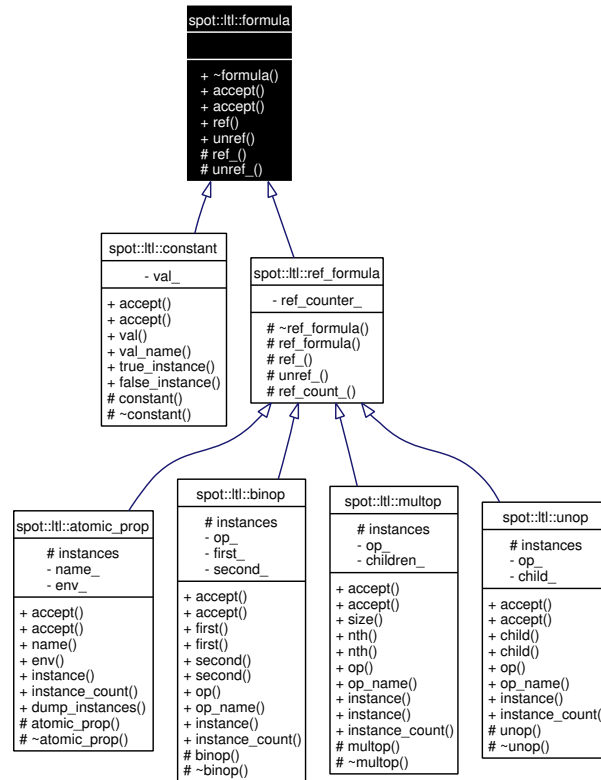 spot::ltl::formula
+ ~formula()
+ accept()
+ accept()
+ ref()
+ unref()
# ref_()
# unref_()
spot::ltl::constant
- val_
+ accept()
+ accept()
+ val()
+ val_name()
+ true_instance()
+ false_instance()
# constant()
# ~constant()
spot::ltl::ref_formula
- ref_counter_
# ~ref_formula()
# ref_formula()
# ref_()
# unref_()
# ref_count_()
spot::ltl::atomic_prop
# instances
- name_
- env_
+ accept()
+ accept()
+ name()
+ env()
+ instance()
+ instance_count()
+ dump_instances()
# atomic_prop()
# ~atomic_prop()
spot::ltl::binop
# instances
- op_
- first_
- second_
+ accept()
+ accept()
+ first()
+ first()
+ second()
+ second()
+ op()
+ op_name()
+ instance()
+ instance_count()
# binop()
# ~binop()
spot::ltl::multop
# instances
- op_
- children_
+ accept()
+ accept()
+ size()
+ nth()
+ nth()
+ op()
+ op_name()
+ instance()
+ instance()
+ instance_count()
# multop()
# ~multop()
spot::ltl::unop
# instances
- op_
- child_
+ accept()
+ accept()
+ child()
+ child()
+ op()
+ op_name()
+ instance()
+ instance_count()
# unop()
# ~unop()